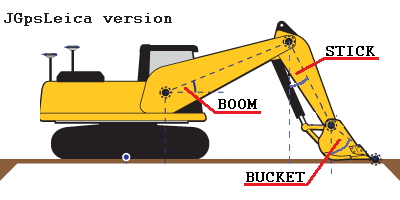 JGpsLeica version
STICK
BOOM
BUCKET